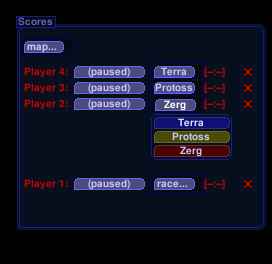 Scores
map...
Player 4: (paused) Terra [--:--] X
Player 3: (paused) Protoss [--:--] X
Player 2: (paused) Zerg [--:--] X
Terra
Protoss
Zerg
Player 1: (paused) race... [--:--] X